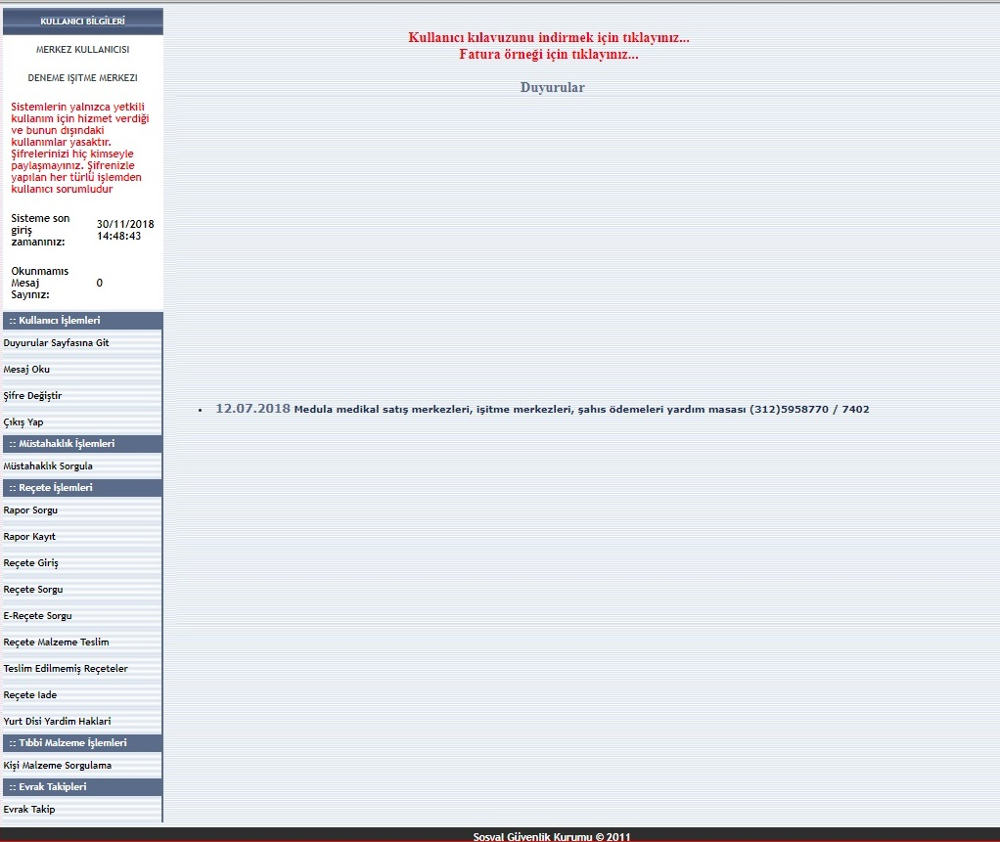 KULLANICI BİLGİLERİ
MERKEZ KULLANICISI
DENEME IŞITME MERKEZI
Sistemlerin yalnızca yetkili
kullanım için hizmet verdiği
ve bunun dışındaki
kullanımlar yasaktır.
Şifrelerinizi hiç kimseyle
paylaşmayınız. Şifrenizle
yapılan her türlü işlemden
kullanıcı sorumludur
Sisteme son
giriş
zamanınız:
30/11/2018
14:48:43
Okunmamıs
Mesaj
Sayınız:
0
:: Kullanıcı İşlemleri
Duyurular Sayfasına Git
Mesaj Oku
Şifre Değiştir
Çıkış Yap
:: Müstahaklık İşlemleri
Müstahaklık Sorgula
:: Reçete İşlemleri
Rapor Sorgu
Rapor Kayıt
Reçete Giriş
Reçete Sorgu
E-Reçete Sorgu
Reçete Malzeme Teslim
Teslim Edilmemiş Reçeteler
Reçete Iade
Yurt Disi Yardim Haklari
:: Tıbbi Malzeme İşlemleri
Kişi Malzeme Sorgulama
:: Evrak Takipleri
Evrak Takip
Kullanıcı kılavuzunu indirmek için tıklayınız...
Fatura örneği için tıklayınız...
Duyurular
• 12.07.2018 Medula medikal satış merkezleri, işitme merkezleri, şahıs ödemeleri yardım masası (312)5958770 / 7402
Sosyal Güvenlik Kurumu © 2011